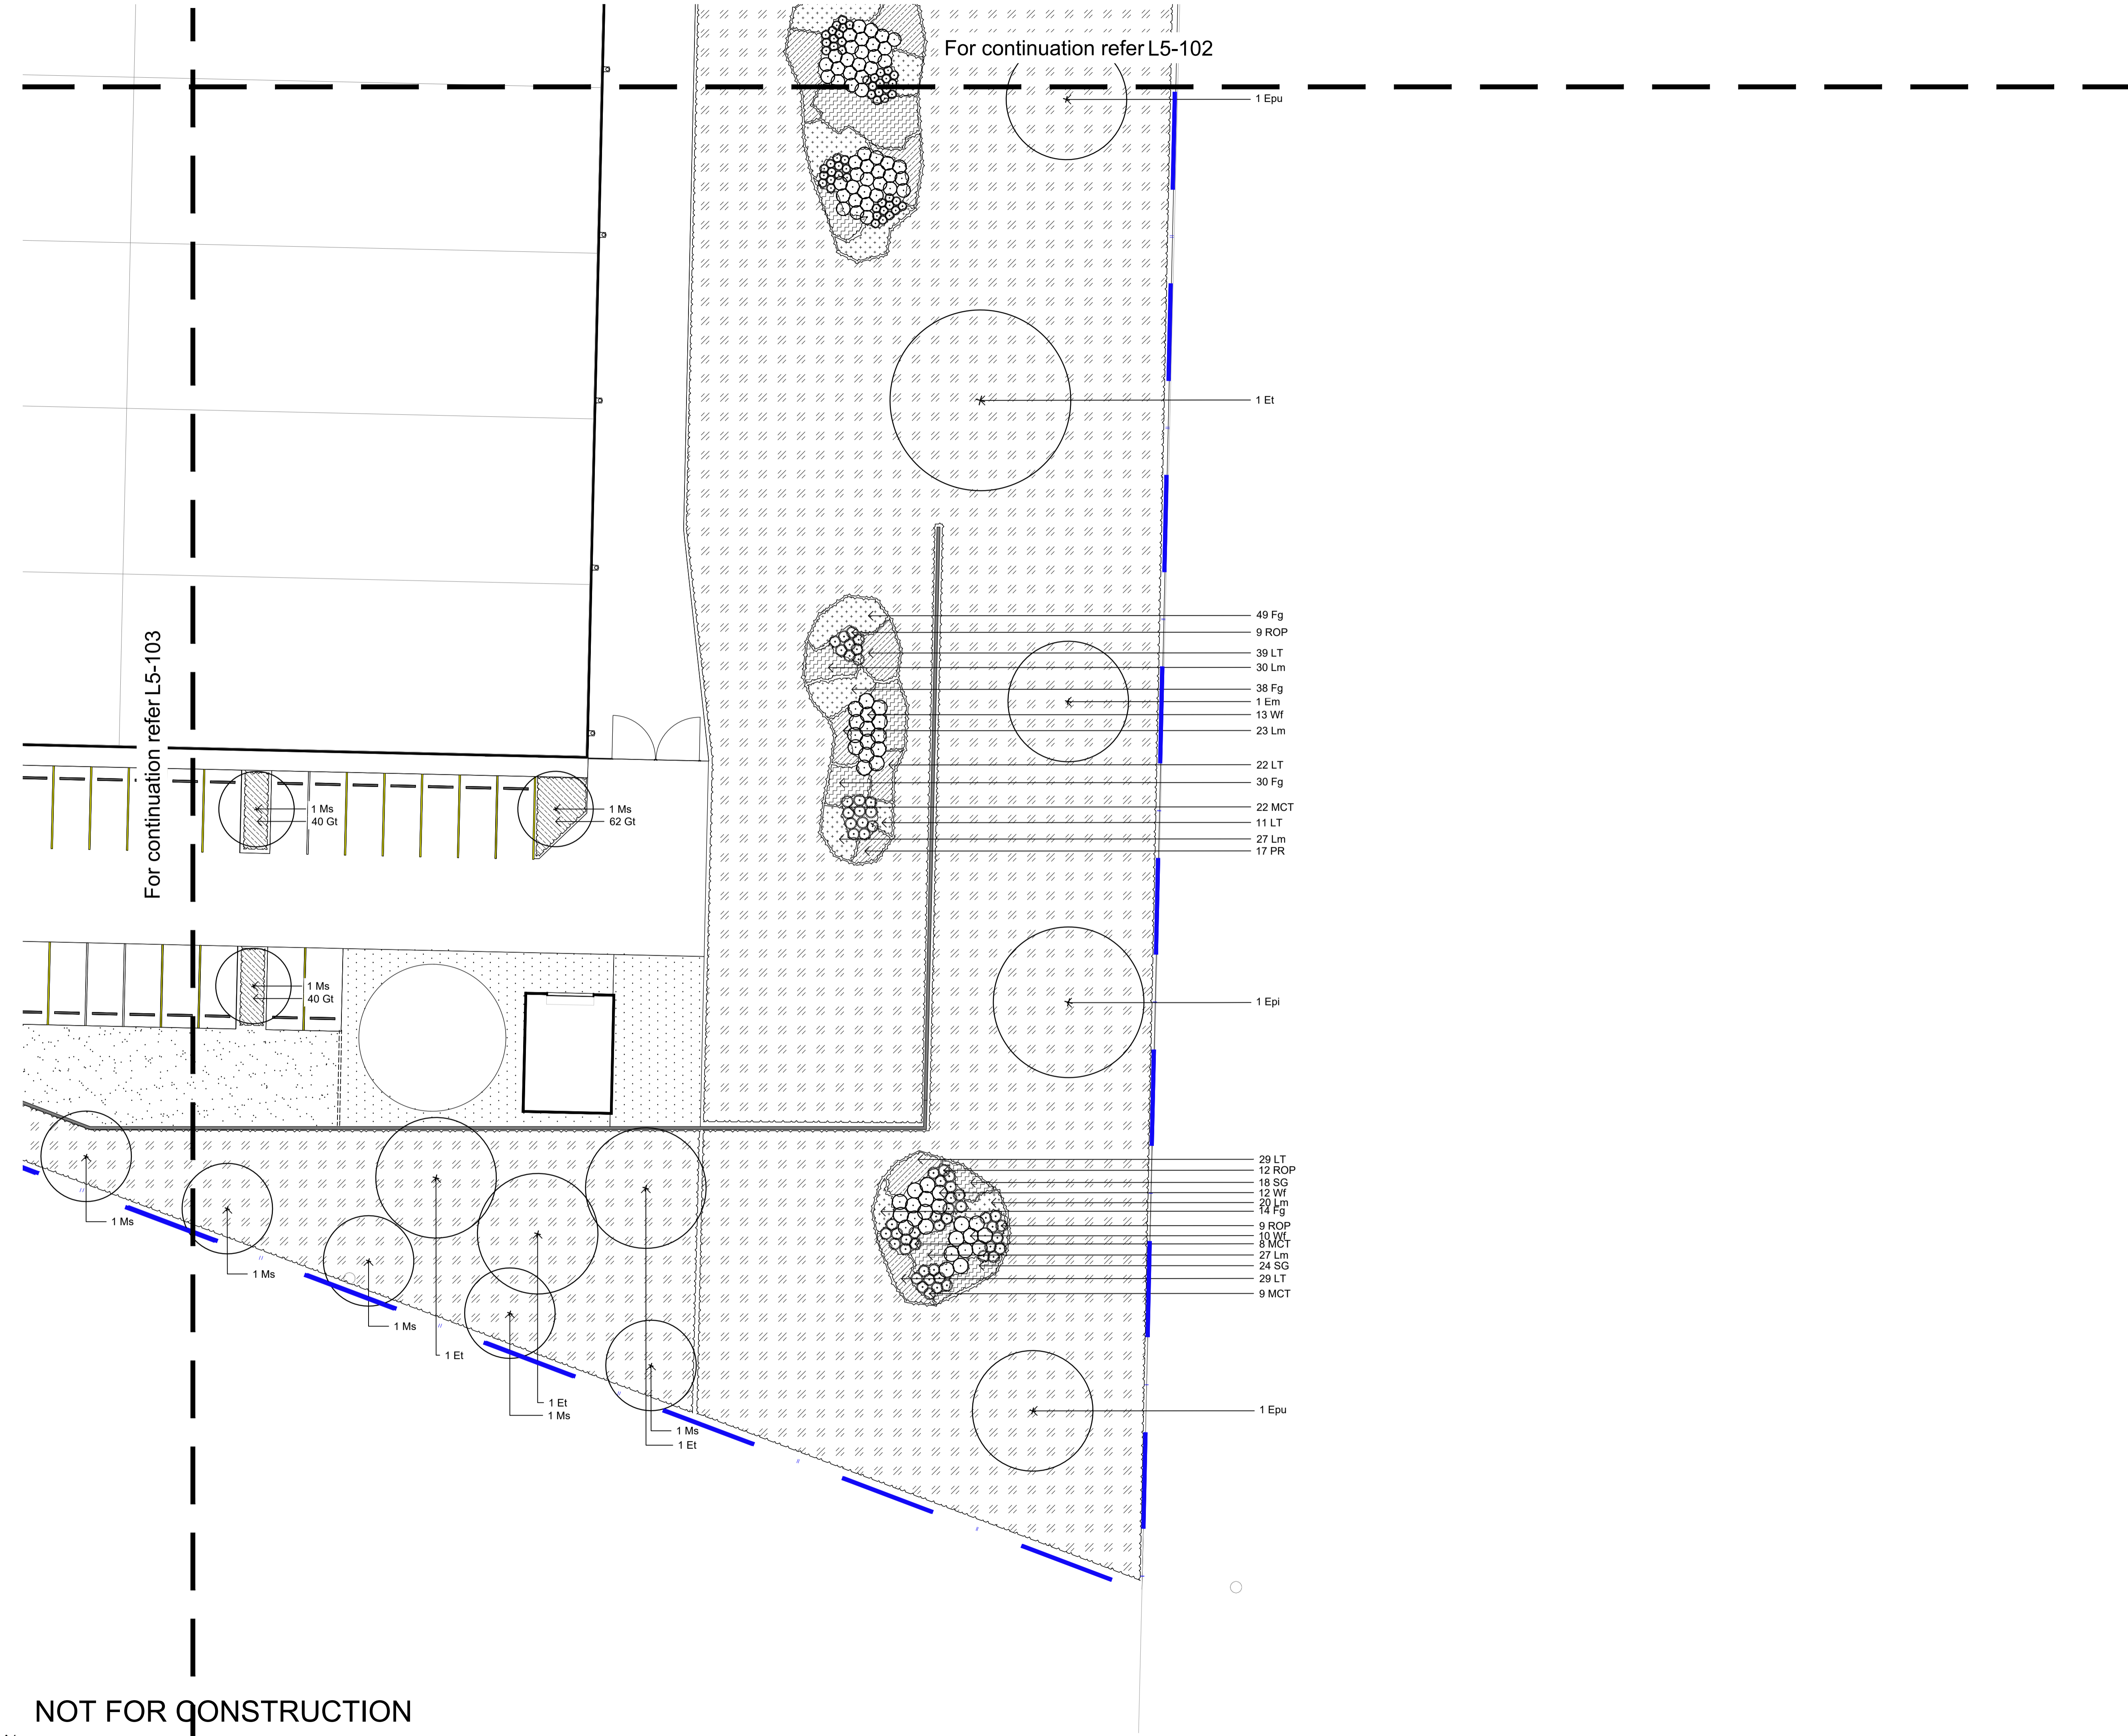 For continuation refer L5-102
1 Epu
1 Et
49 Fg
9 ROP
39 LT
30 Lm
38 Fg
1 Em
13 Wf
23 Lm
22 LT
30 Fg
22 MCT
11 LT
27 Lm
17 PR
For continuation refer L5-103
1 Ms
40 Gt
1 Ms
62 Gt
1 Ms
40 Gt
1 Epi
29 LT
12 ROP
18 SG
12 Wf
20 Lm
14 Fg
9 ROP
10 Wf
8 MCT
27 Lm
24 SG
29 LT
9 MCT
1 Ms
1 Ms
1 Ms
1 Et
1 Et
1 Ms
1 Ms
1 Et
1 Epu
NOT FOR CONSTRUCTION